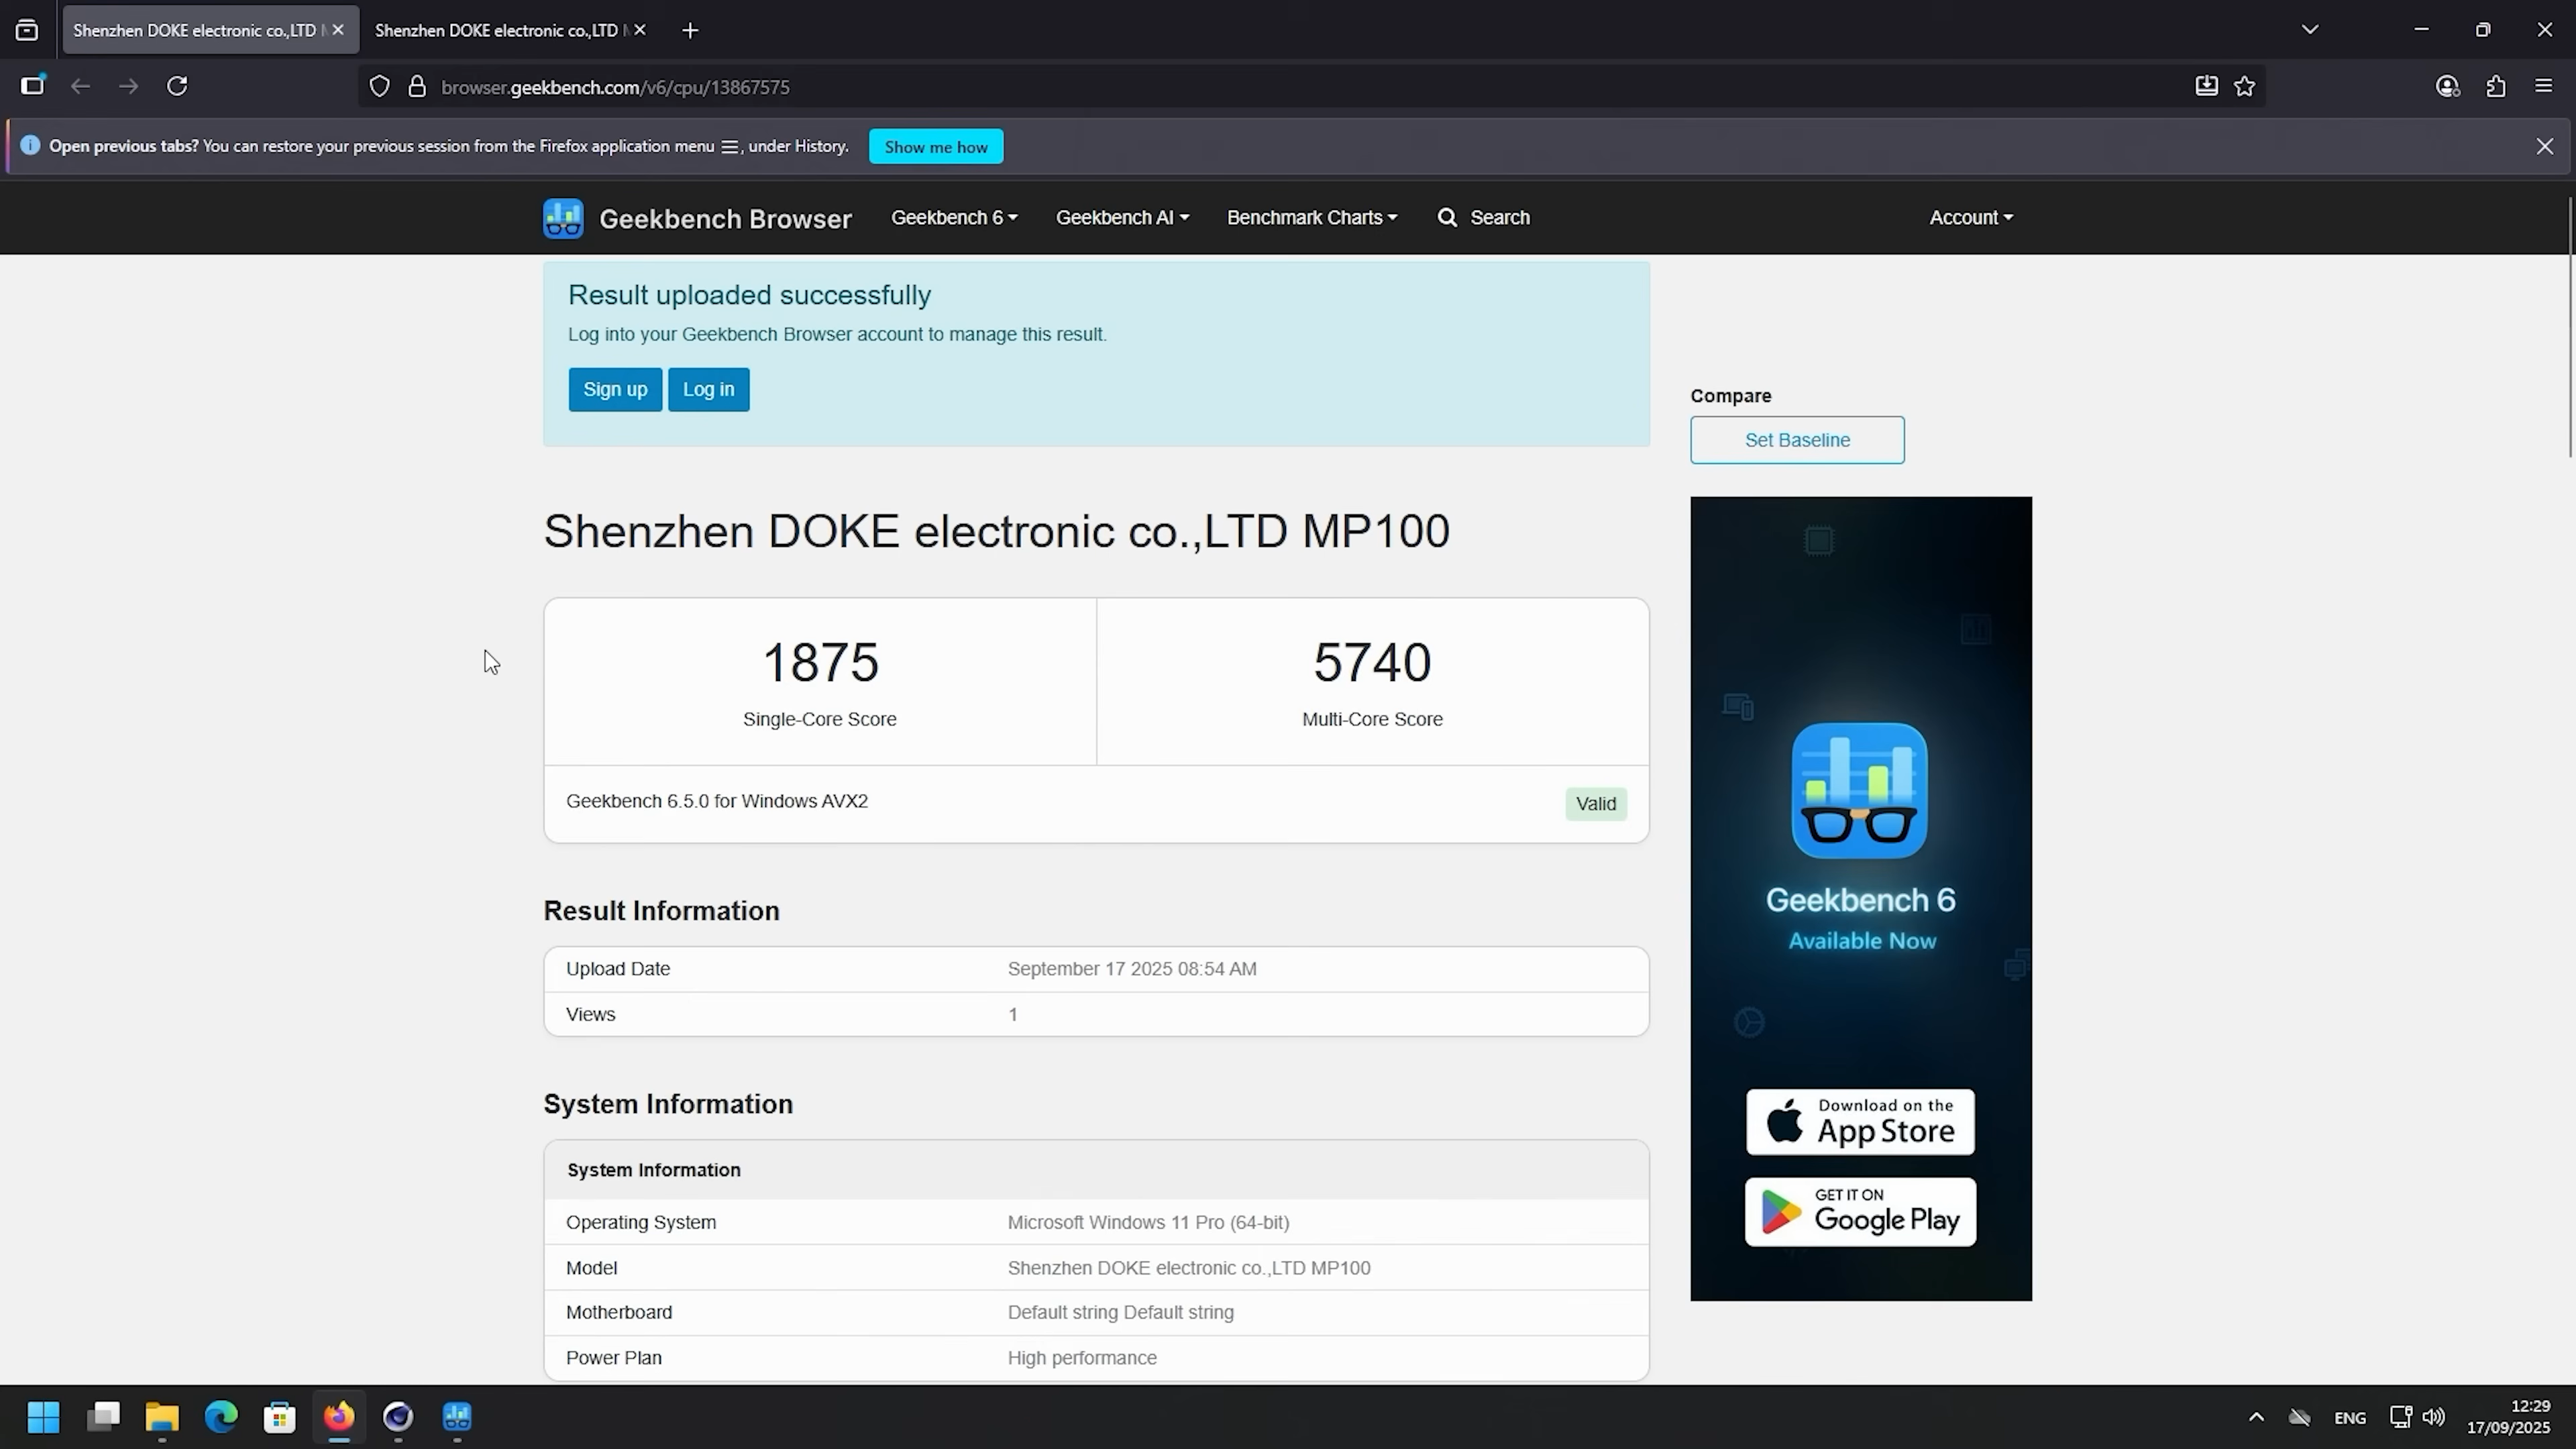 Shenzhen DOKE electronic co.,LTD M
Shenzhen DOKE electronic co.,LTD M
browser.geekbench.com/v6/cpu/13867575
Open previous tabs? You can restore your previous session from the Firefox application menu ☰, under History.
Show me how
Geekbench Browser
Geekbench 6
Geekbench AI
Benchmark Charts
Search
Account
Result uploaded successfully
Log into your Geekbench Browser account to manage this result.
Sign up
Log in
Compare
Set Baseline
Shenzhen DOKE electronic co.,LTD MP100
1875
Single-Core Score
5740
Multi-Core Score
Geekbench 6.5.0 for Windows AVX2
Valid
Result Information
Upload Date September 17 2025 08:54 AM
Views 1
System Information
System Information
Operating System Microsoft Windows 11 Pro (64-bit)
Model Shenzhen DOKE electronic co.,LTD MP100
Motherboard Default string Default string
Power Plan High performance
Geekbench 6
Available Now
Download on the
App Store
GET IT ON
Google Play
ENG
12:29
17/09/2025